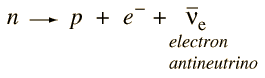 n → p + e⁻ + ν̅ₑ
electron
antineutrino